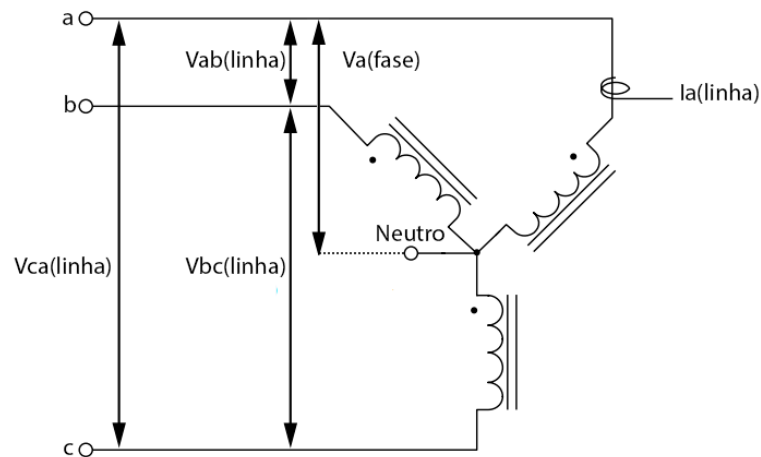 a
Vab(linha)
Va(fase)
b
Ia(linha)
Neutro
Vca(linha)
Vbc(linha)
c